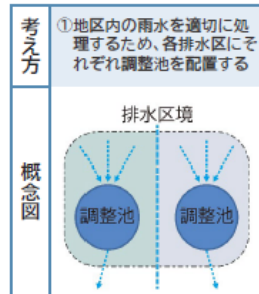 考え方
①地区内の雨水を適切に処
理するため、各排水区にそ
れぞれ調整池を配置する
概念図
排水区境
調整池
調整池